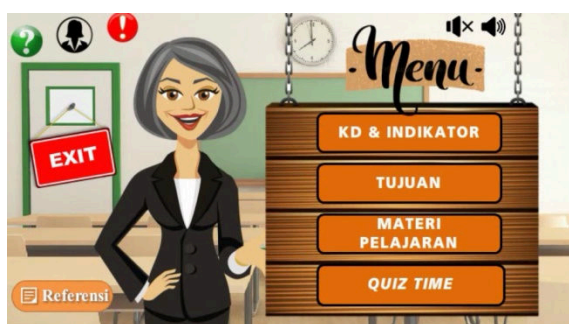 ?
!
Menu
EXIT
KD & INDIKATOR
TUJUAN
MATERI
PELAJARAN
QUIZ TIME
Referensi